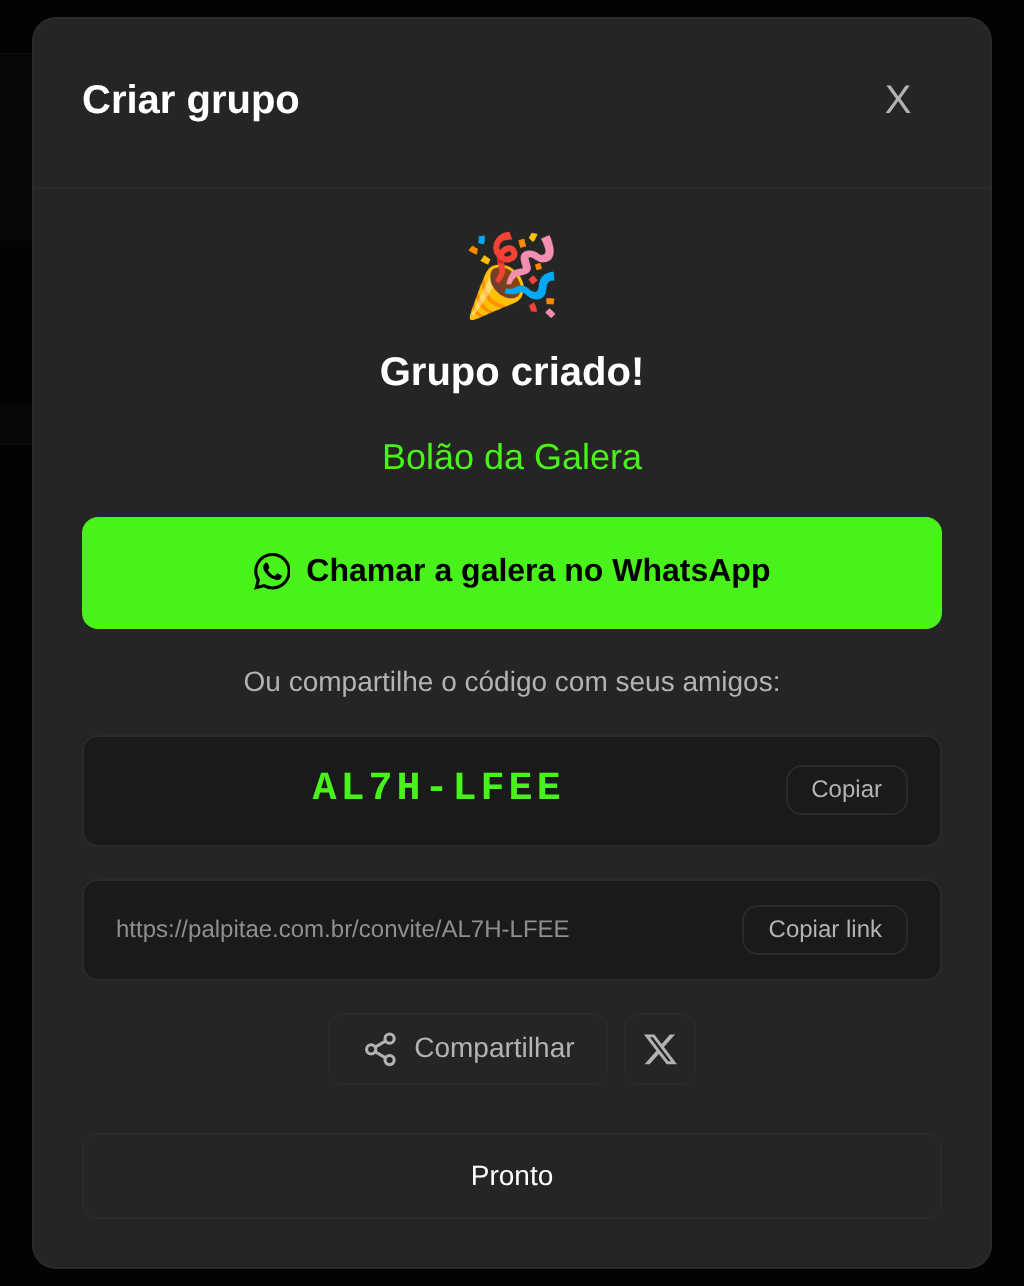 Criar grupo
X
Grupo criado!
Bolão da Galera
Chamar a galera no WhatsApp
Ou compartilhe o código com seus amigos:
AL7H-LFEE
Copiar
https://palpitae.com.br/convite/AL7H-LFEE
Copiar link
Compartilhar
Pronto